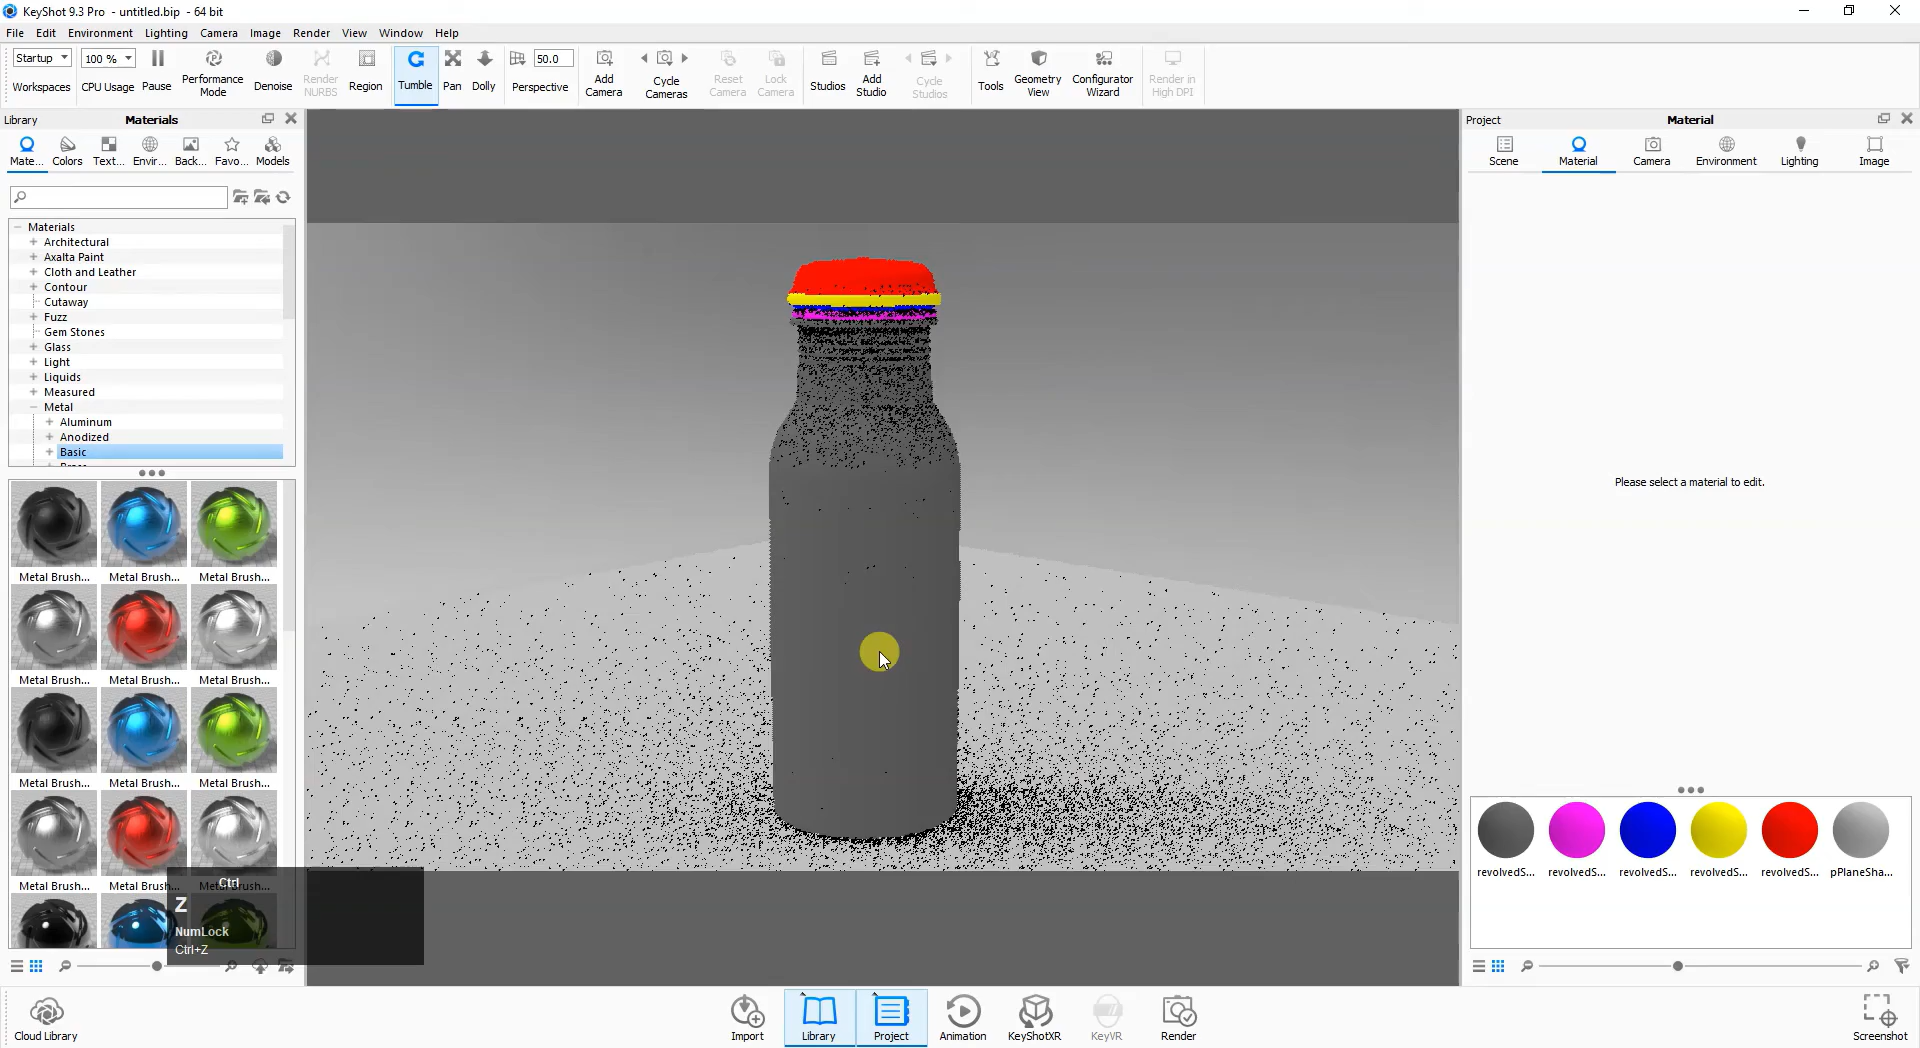 KeyShot 9.3 Pro - untitled.bip - 64 bit
File Edit Environment Lighting Camera Image Render View Window Help
Startup 100 % 50.0
Workspaces CPU Usage Pause Performance Mode Denoise Render NURBS Region Tumble Pan Dolly Perspective Add Camera Cycle Cameras Reset Camera Lock Camera Studios Add Studio Cycle Studios Tools Geometry View Configurator Wizard Render in High DPI
Library Materials
Mate... Colors Text... Envir... Back... Favo... Models
Materials
Architectural
Axalta Paint
Cloth and Leather
Contour
Cutaway
Fuzz
Gem Stones
Glass
Light
Liquids
Measured
Metal
Aluminum
Anodized
Basic
Metal Brush... Metal Brush... Metal Brush...
Metal Brush... Metal Brush... Metal Brush...
Metal Brush... Metal Brush... Metal Brush...
Metal Brush... Metal Brush... Metal Brush...
Ctrl
Z
NumLock
Ctrl+Z
Project Material
Scene Material Camera Environment Lighting Image
Please select a material to edit.
revolvedS... revolvedS... revolvedS... revolvedS... revolvedS... pPlaneSha...
Cloud Library Import Library Project Animation KeyShotXR KeyVR Render Screenshot